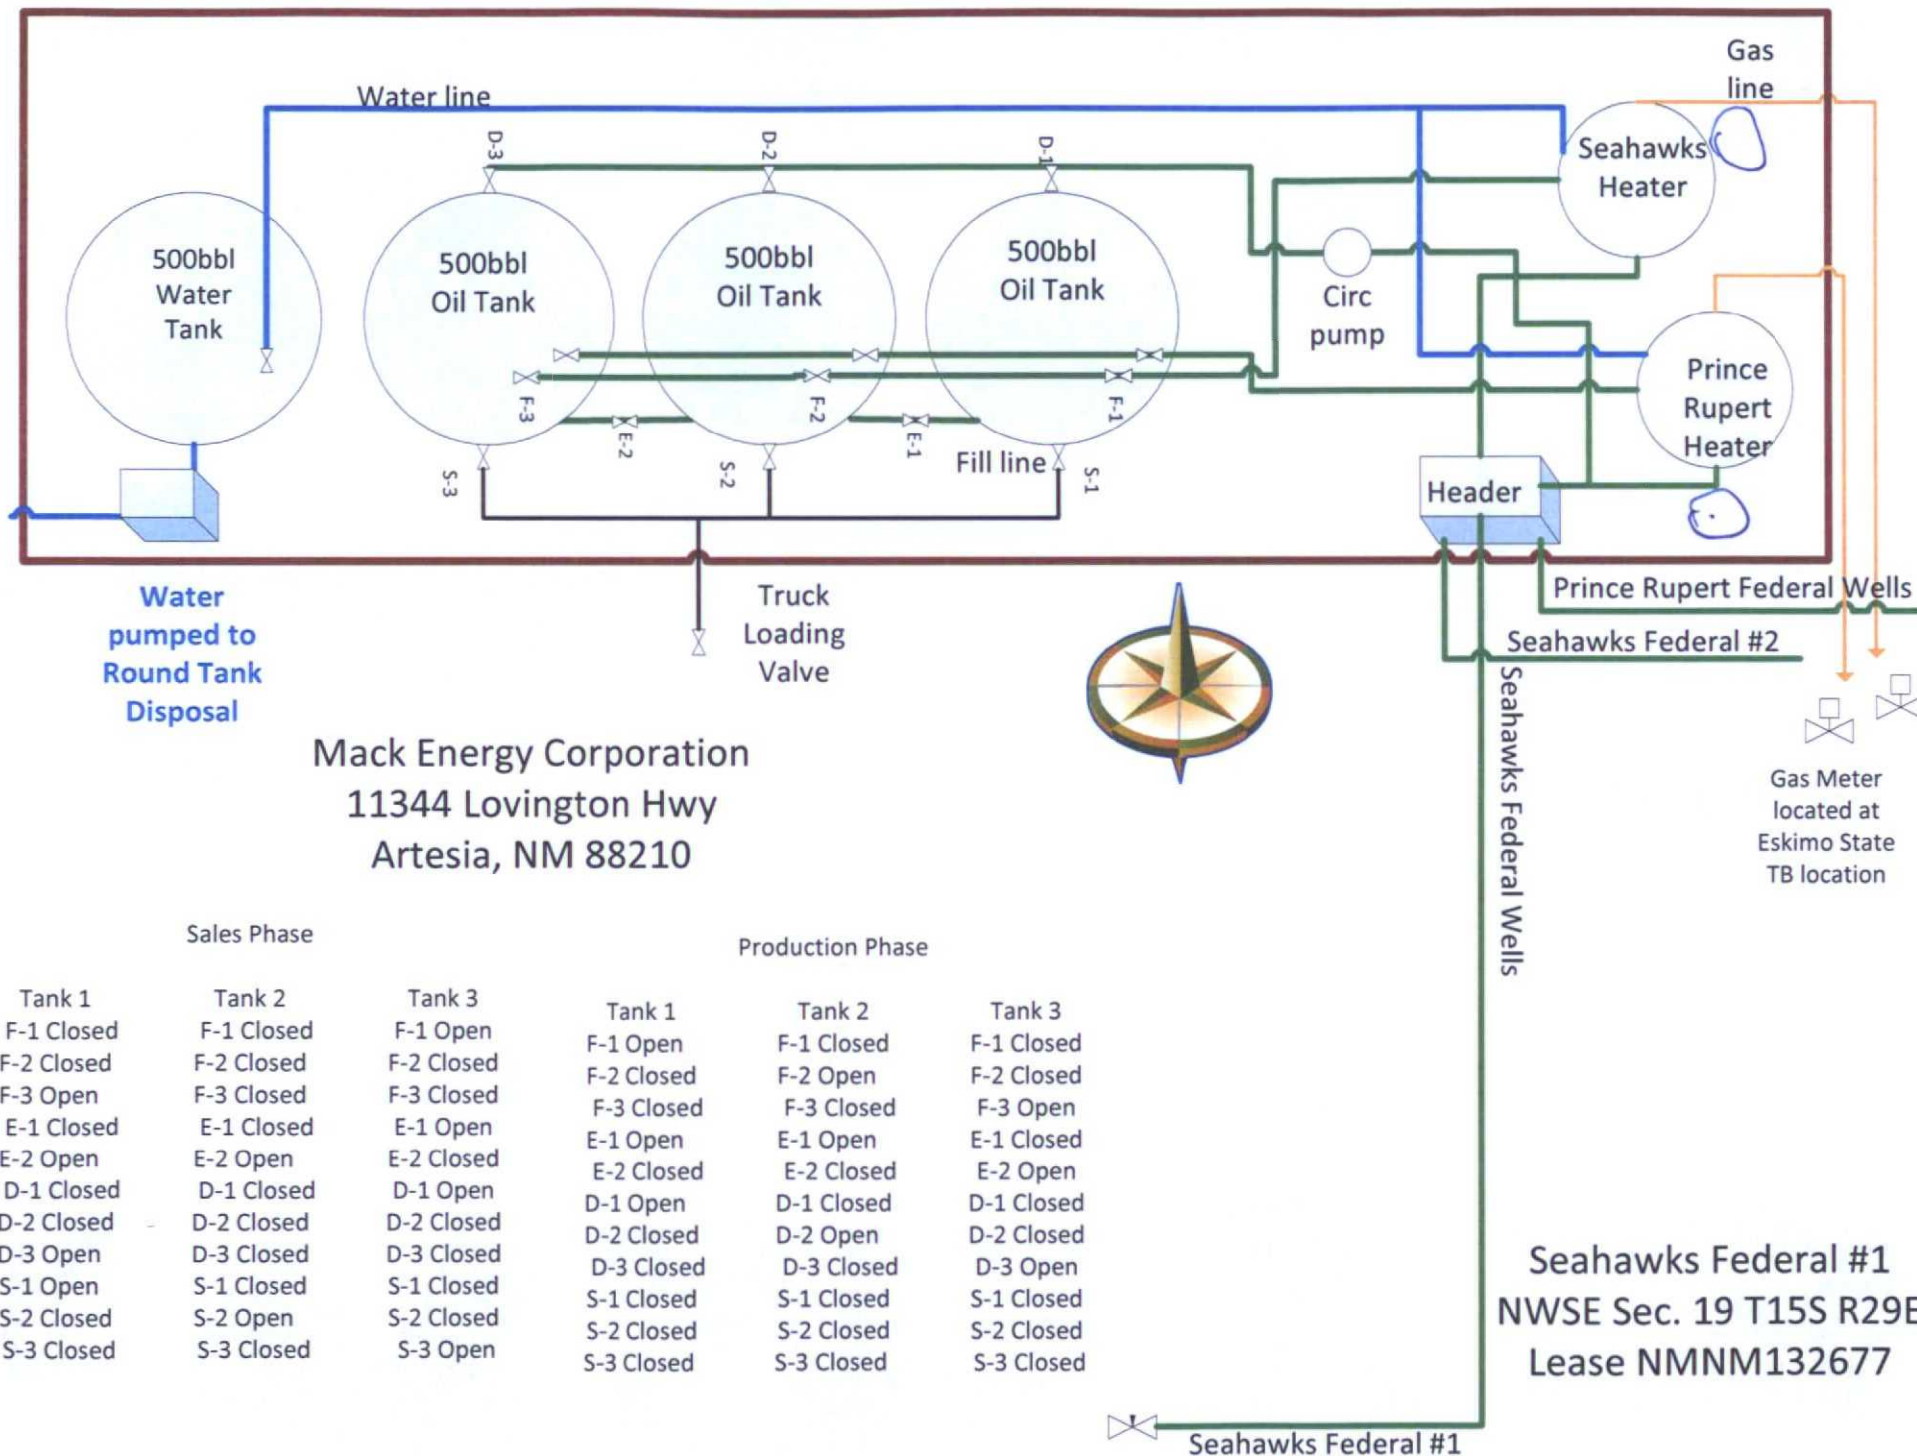 Gas
line
Water line
Seahawks
Heater
D-3
D-2
D-1
500bbl
Water
Tank
500bbl
Oil Tank
500bbl
Oil Tank
500bbl
Oil Tank
Circ
pump
Prince
Rupert
Heater
F-3
F-2
F-1
E-2
E-1
Fill line
S-3
S-2
S-1
Header
Water
pumped to
Round Tank
Disposal
Truck
Loading
Valve
Prince Rupert Federal Wells
Seahawks Federal #2
Seahawks Federal Wells
Gas Meter
located at
Eskimo State
TB location
Mack Energy Corporation
11344 Lovington Hwy
Artesia, NM 88210
Sales Phase
Tank 1
F-1 Closed
F-2 Closed
F-3 Open
E-1 Closed
E-2 Open
D-1 Closed
D-2 Closed
D-3 Open
S-1 Open
S-2 Closed
S-3 Closed
Tank 2
F-1 Closed
F-2 Closed
F-3 Closed
E-1 Closed
E-2 Open
D-1 Closed
D-2 Closed
D-3 Closed
S-1 Closed
S-2 Open
S-3 Closed
Tank 3
F-1 Open
F-2 Closed
F-3 Closed
E-1 Open
E-2 Closed
D-1 Open
D-2 Closed
D-3 Closed
S-1 Closed
S-2 Closed
S-3 Open
Production Phase
Tank 1
F-1 Open
F-2 Closed
F-3 Closed
E-1 Open
E-2 Closed
D-1 Open
D-2 Closed
D-3 Closed
S-1 Closed
S-2 Closed
S-3 Closed
Tank 2
F-1 Closed
F-2 Open
F-3 Closed
E-1 Open
E-2 Closed
D-1 Closed
D-2 Open
D-3 Closed
S-1 Closed
S-2 Closed
S-3 Closed
Tank 3
F-1 Closed
F-2 Closed
F-3 Open
E-1 Closed
E-2 Open
D-1 Closed
D-2 Closed
D-3 Open
S-1 Closed
S-2 Closed
S-3 Closed
Seahawks Federal #1
NWSE Sec. 19 T15S R29E
Lease NMNM132677
Seahawks Federal #1